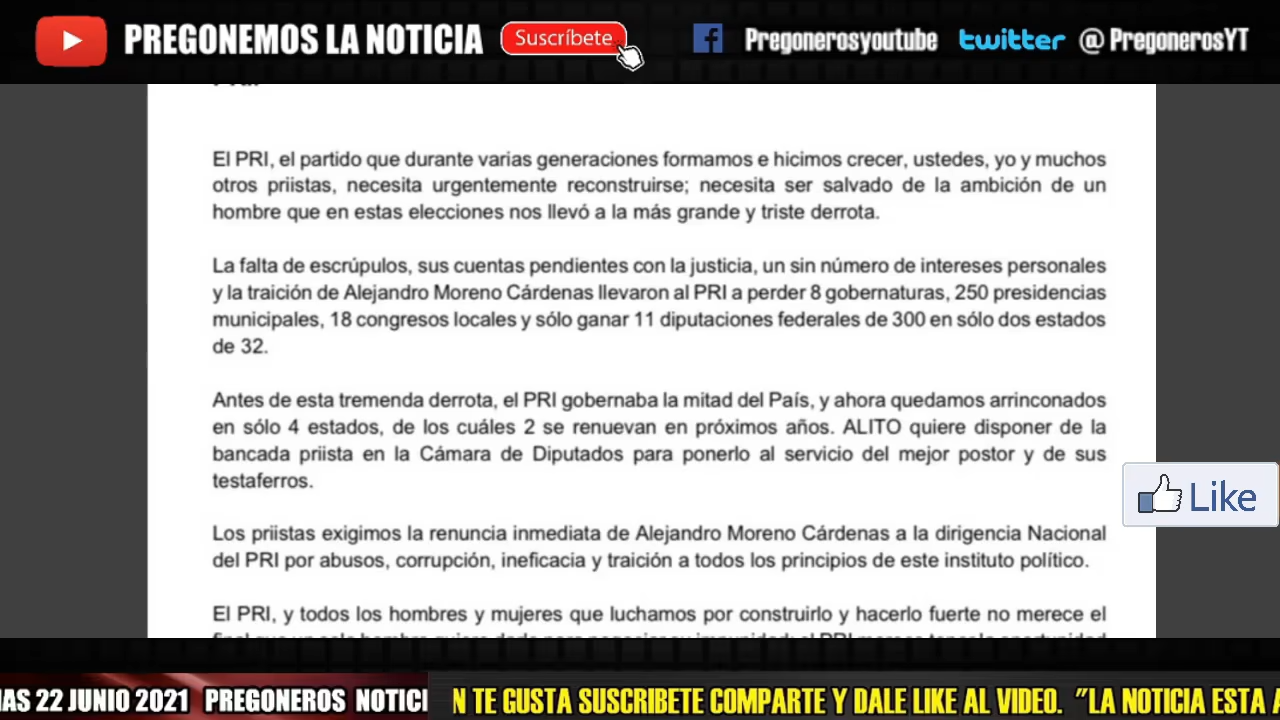 PREGONEMOS LA NOTICIA Suscríbete Pregonerosyoutube twitter @PregonerosYT
El PRI, el partido que durante varias generaciones formamos e hicimos crecer, ustedes, yo y muchos
otros priistas, necesita urgentemente reconstruirse; necesita ser salvado de la ambición de un
hombre que en estas elecciones nos llevó a la más grande y triste derrota.
La falta de escrúpulos, sus cuentas pendientes con la justicia, un sin número de intereses personales
y la traición de Alejandro Moreno Cárdenas llevaron al PRI a perder 8 gobernaturas, 250 presidencias
municipales, 18 congresos locales y sólo ganar 11 diputaciones federales de 300 en sólo dos estados
de 32.
Antes de esta tremenda derrota, el PRI gobernaba la mitad del País, y ahora quedamos arrinconados
en sólo 4 estados, de los cuáles 2 se renuevan en próximos años. ALITO quiere disponer de la
bancada priista en la Cámara de Diputados para ponerlo al servicio del mejor postor y de sus
testaferros.
Like
Los priistas exigimos la renuncia inmediata de Alejandro Moreno Cárdenas a la dirigencia Nacional
del PRI por abusos, corrupción, ineficacia y traición a todos los principios de este instituto político.
El PRI, y todos los hombres y mujeres que luchamos por construirlo y hacerlo fuerte no merece el
22 JUNIO 2021 PREGONEROS NOTICI N TE GUSTA SUSCRIBETE COMPARTE Y DALE LIKE AL VIDEO. "LA NOTICIA ESTA A